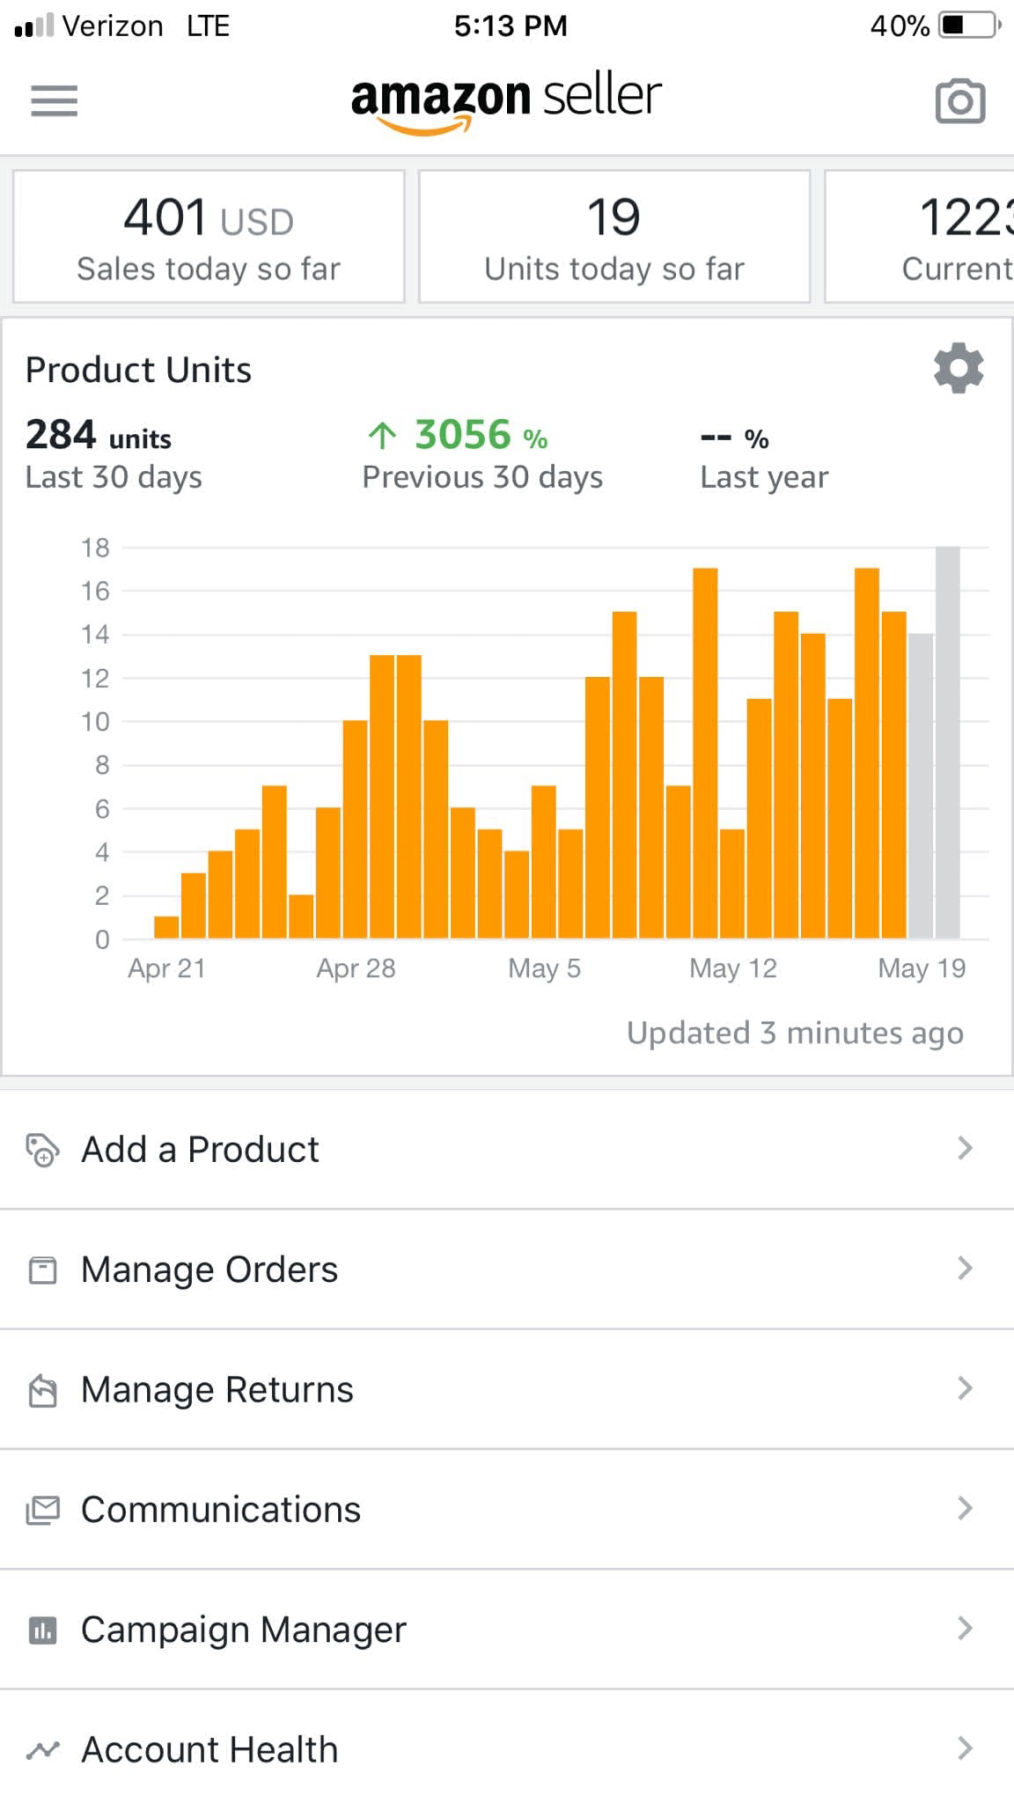 Verizon LTE 5:13 PM 40%
amazon seller
401 USD 19 122
Sales today so far Units today so far Current
Product Units
284 units ↑ 3056 % -- %
Last 30 days Previous 30 days Last year
18
16
14
12
10
8
6
4
2
0
Apr 21 Apr 28 May 5 May 12 May 19
Updated 3 minutes ago
Add a Product
Manage Orders
Manage Returns
Communications
Campaign Manager
Account Health